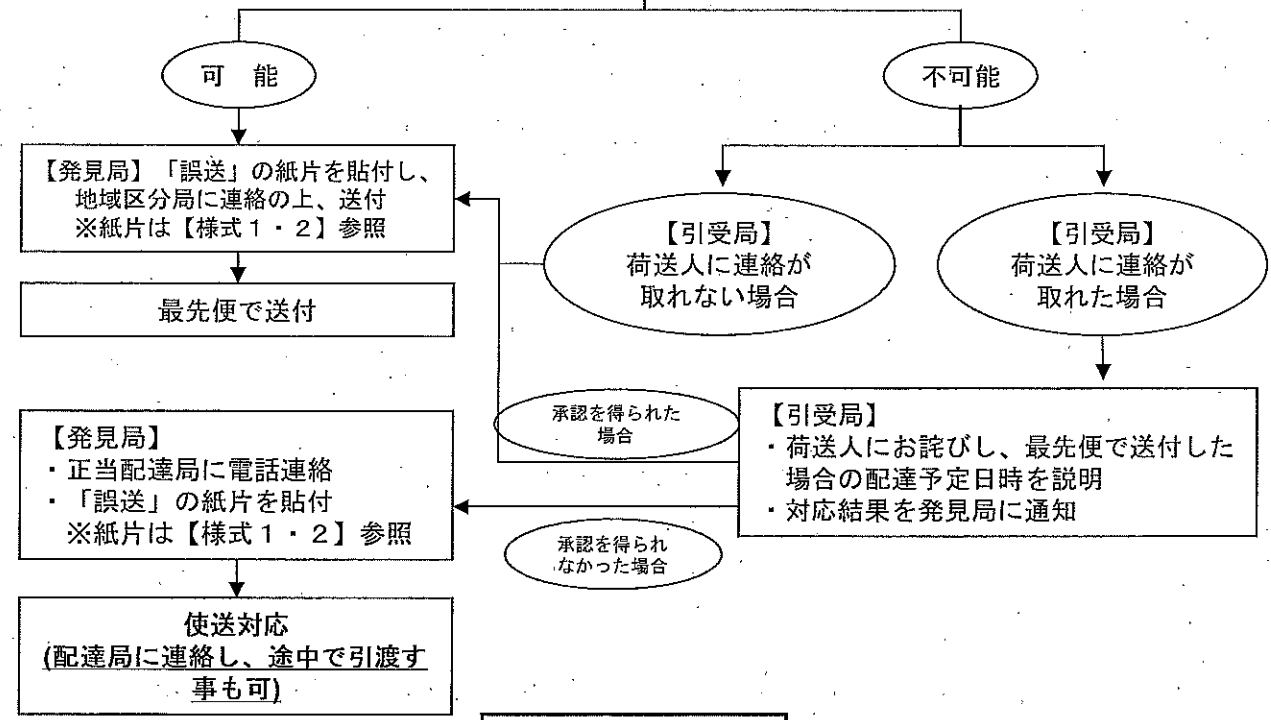 可　能
不可能
【発見局】「誤送」の紙片を貼付し、
地域区分局に連絡の上、送付
※紙片は【様式１・２】参照
最先便で送付
【引受局】
荷送人に連絡が
取れない場合
【引受局】
荷送人に連絡が
取れた場合
承認を得られた
場合
【引受局】
・荷送人にお詫びし、最先便で送付した
場合の配達予定日時を説明
・対応結果を発見局に通知
【発見局】
・正当配達局に電話連絡
・「誤送」の紙片を貼付
※紙片は【様式１・２】参照
承認を得られ
なかった場合
使送対応
(配達局に連絡し、途中で引渡す
事も可)